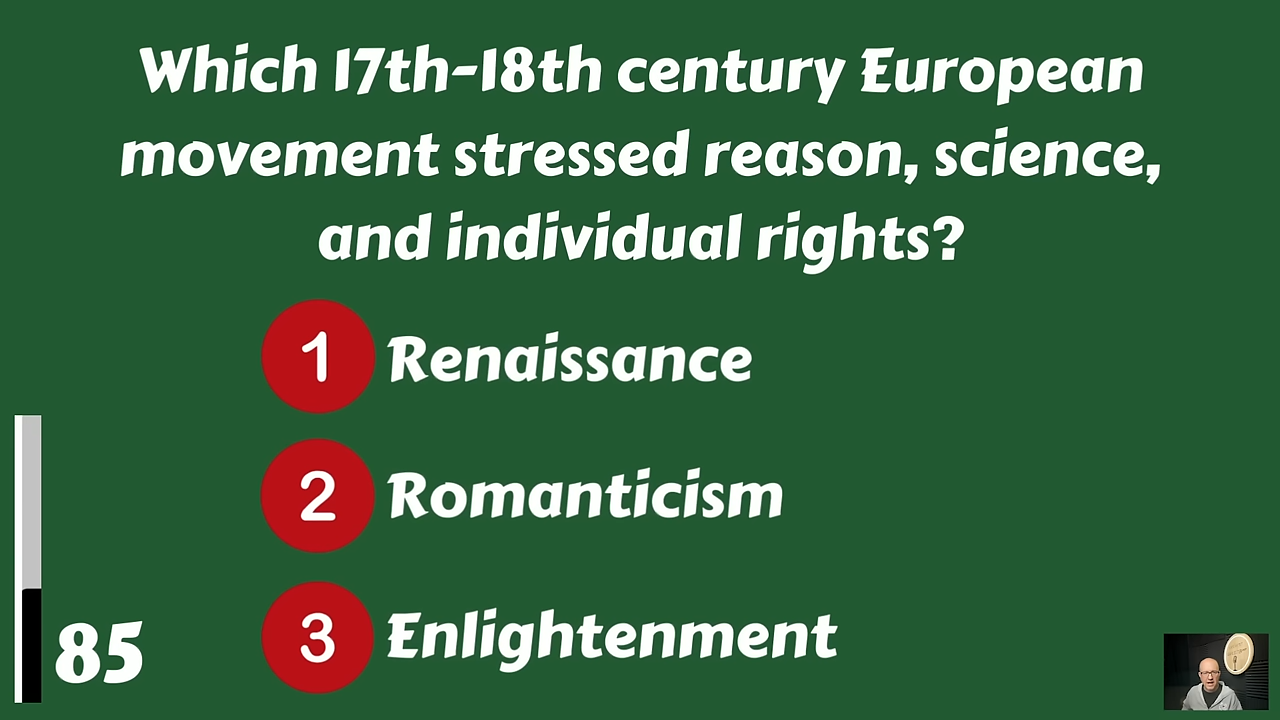 Which 17th-18th century European
movement stressed reason, science,
and individual rights?
1 Renaissance
2 Romanticism
3 Enlightenment
85